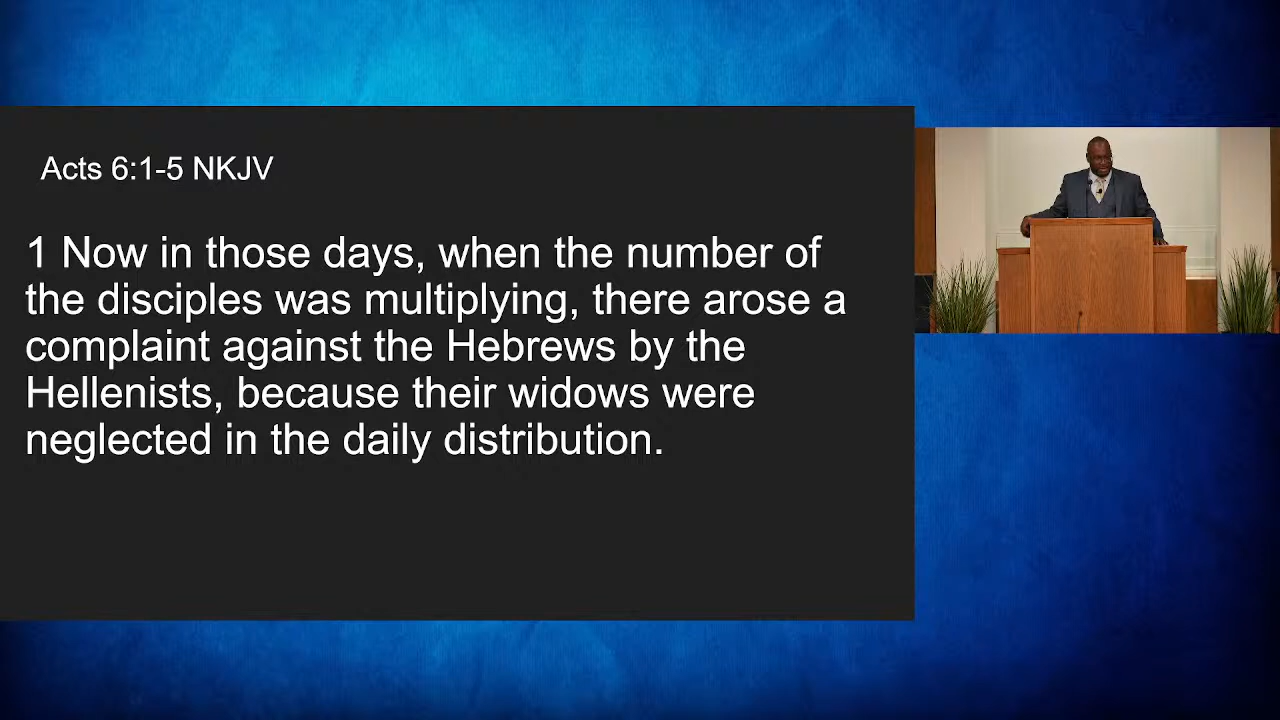 Acts 6:1-5 NKJV
1 Now in those days, when the number of
the disciples was multiplying, there arose a
complaint against the Hebrews by the
Hellenists, because their widows were
neglected in the daily distribution.